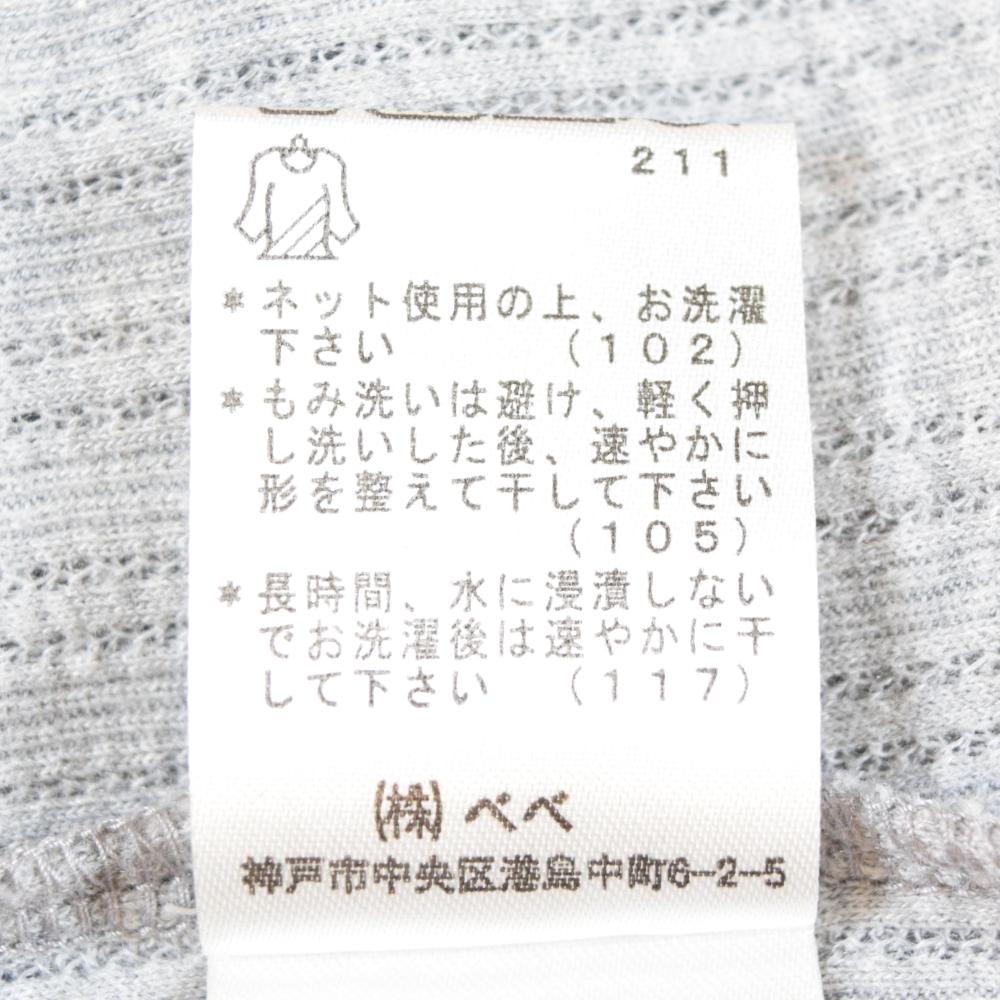 211
＊ネット使用の上、お洗濯
下さい （102）
＊もみ洗いは避け、軽く押
し洗いした後、速やかに
形を整えて干して下さい
（105）
＊長時間、水に浸漬しない
でお洗濯後は速やかに干
して下さい （117）
㈱ べべ
神戸市中央区港島中町6-2-5